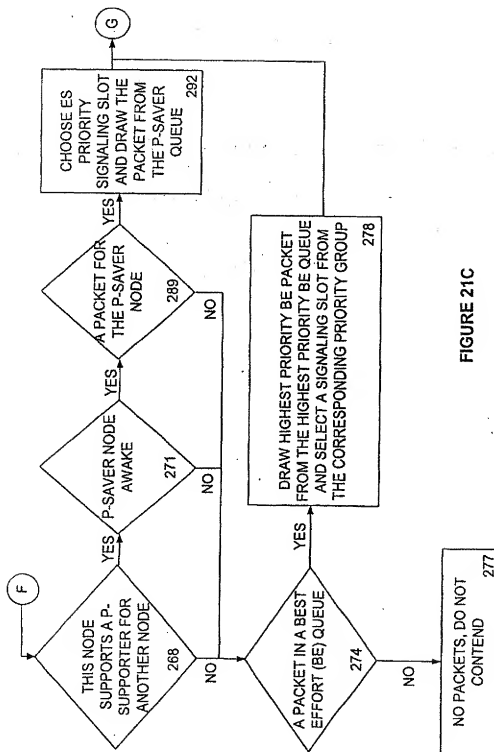 F
THIS NODE
SUPPORTS A P-
SUPPORTER FOR
ANOTHER NODE
268
YES
NO
P-SAVER NODE
AWAKE
271
YES
NO
A PACKET FOR
THE P-SAVER
NODE
289
YES
NO
CHOOSE ES
PRIORITY
SIGNALING SLOT
AND DRAW THE
PACKET FROM
THE P-SAVER
QUEUE
292
G
A PACKET IN A BEST
EFFORT (BE) QUEUE
274
YES
NO
DRAW HIGHEST PRIORITY BE PACKET
FROM THE HIGHEST PRIORITY BE QUEUE
AND SELECT A SIGNALING SLOT FROM
THE CORRESPONDING PRIORITY GROUP
278
NO PACKETS, DO NOT
CONTEND
277
FIGURE 21C